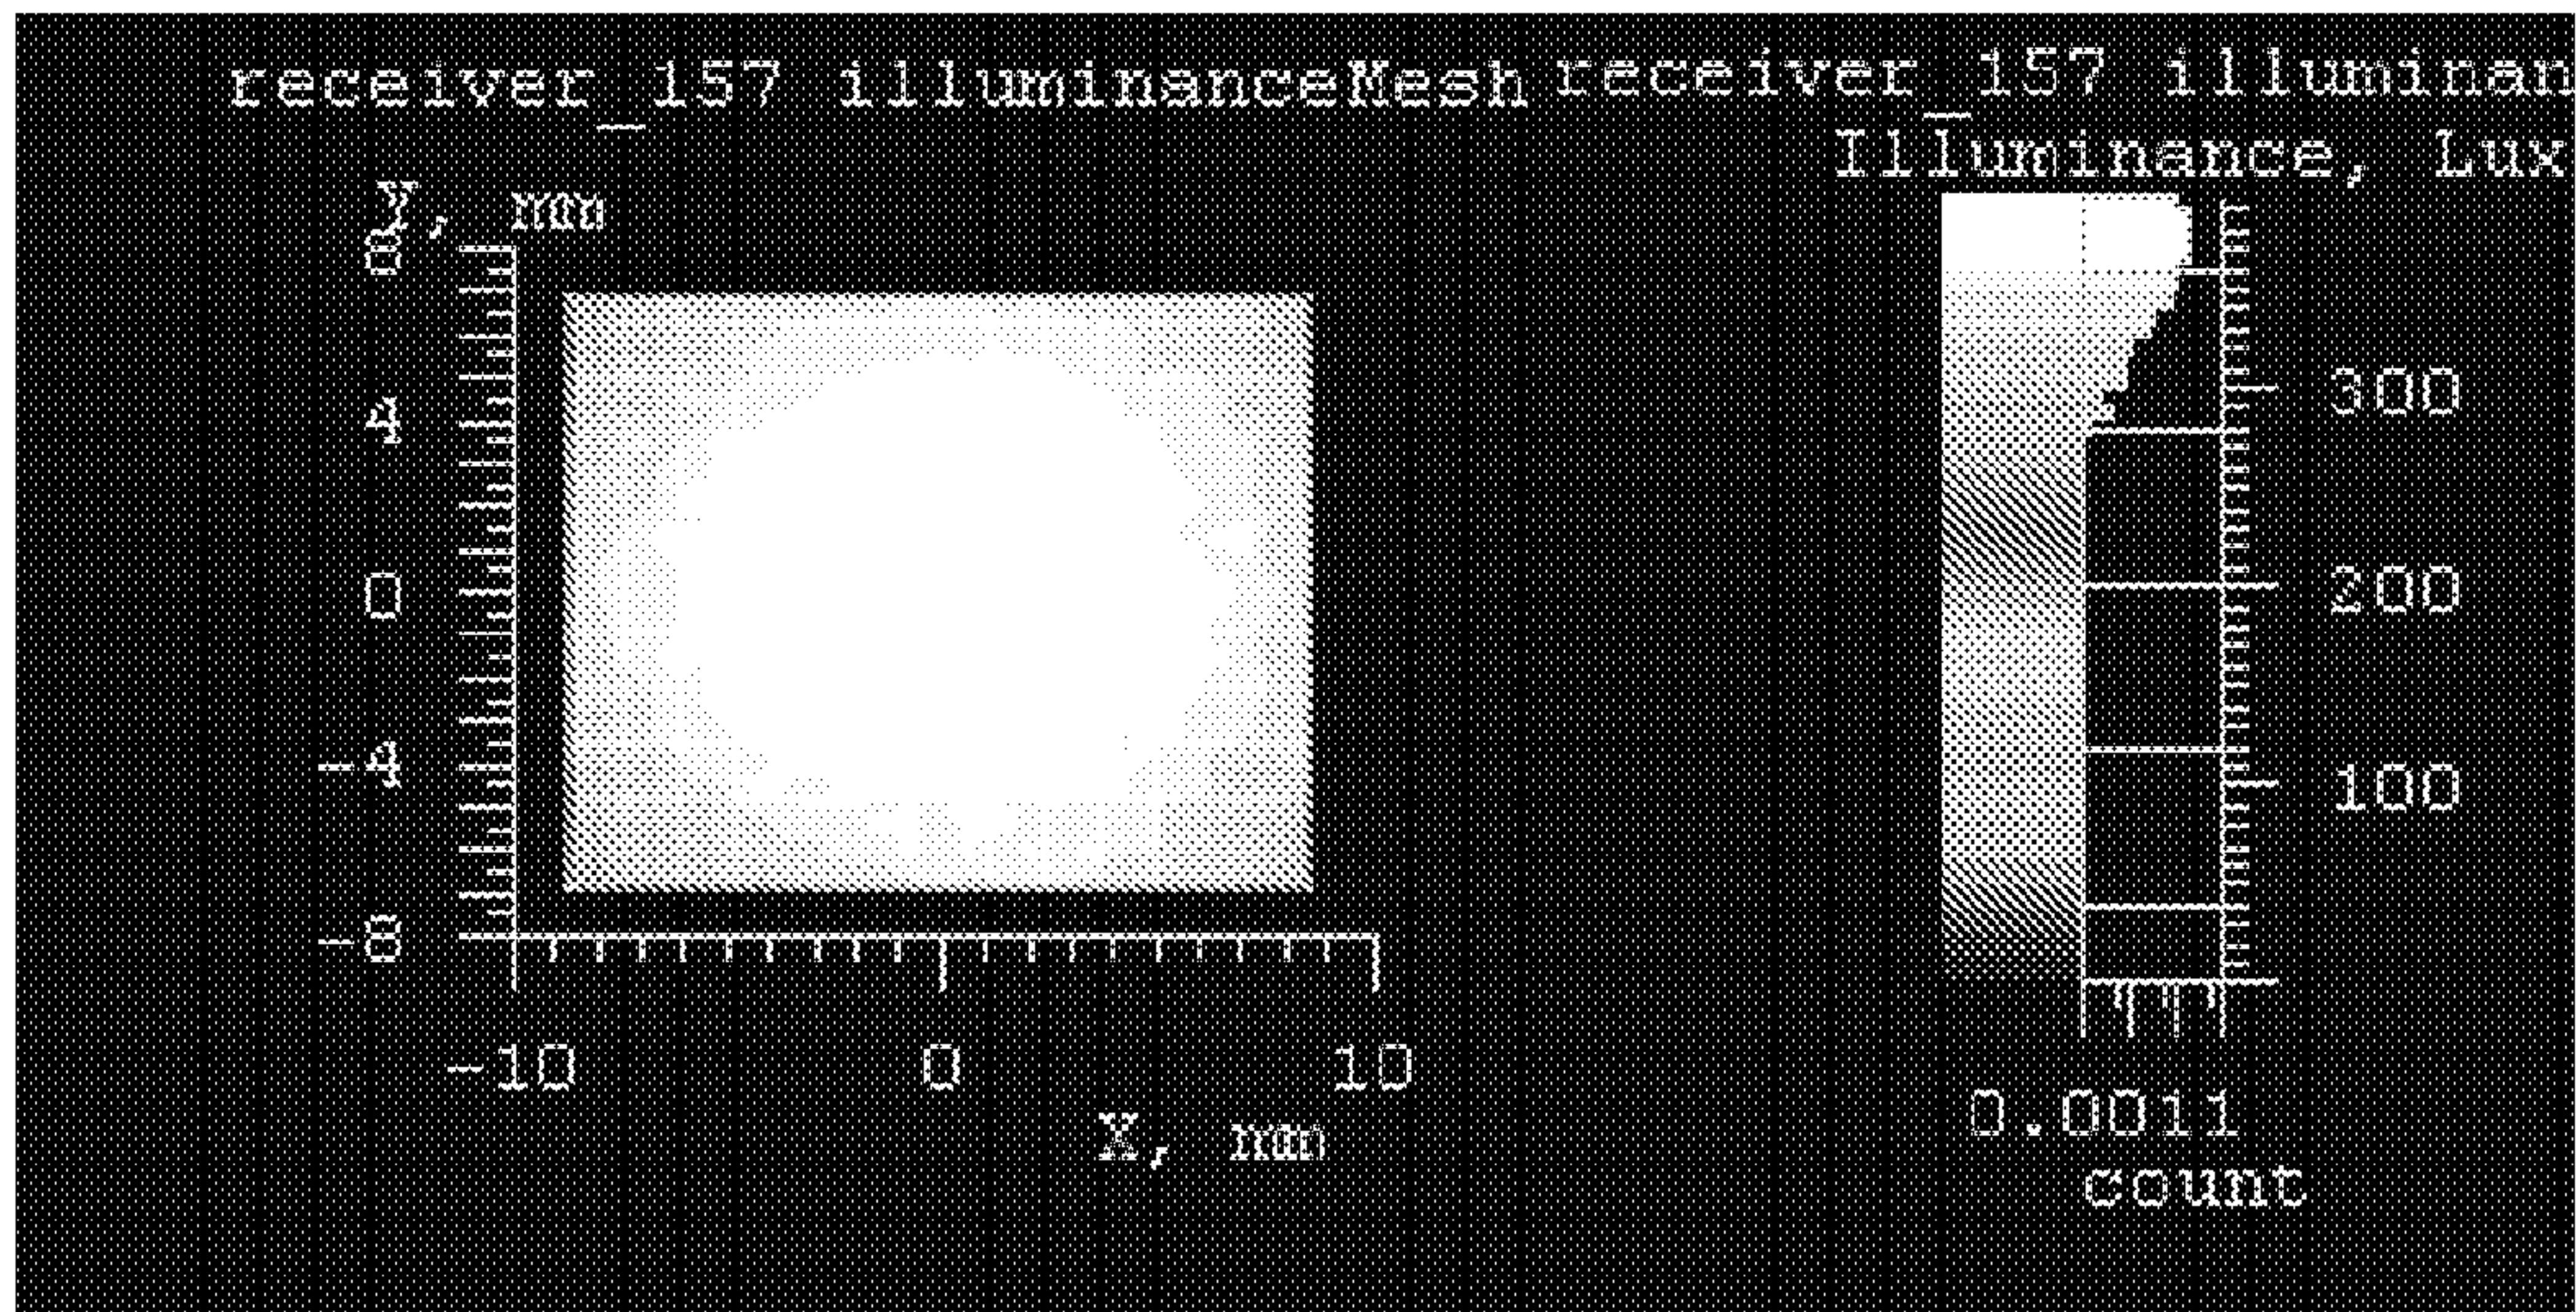 receiver_157 illuminanceMesh
receiver_157 illuminan
Illuminance, Lux
Y, mm
8
4
0
-4
-8
-10 0 10
X, mm
300
200
100
0.0011
count